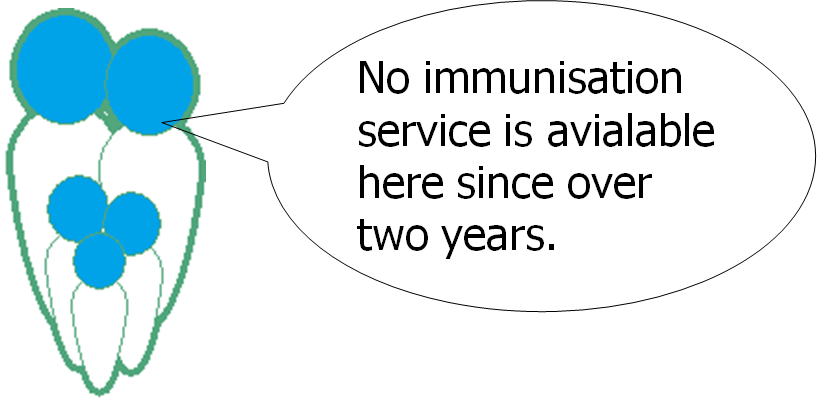 No immunisation
service is avialable
here since over
two years.